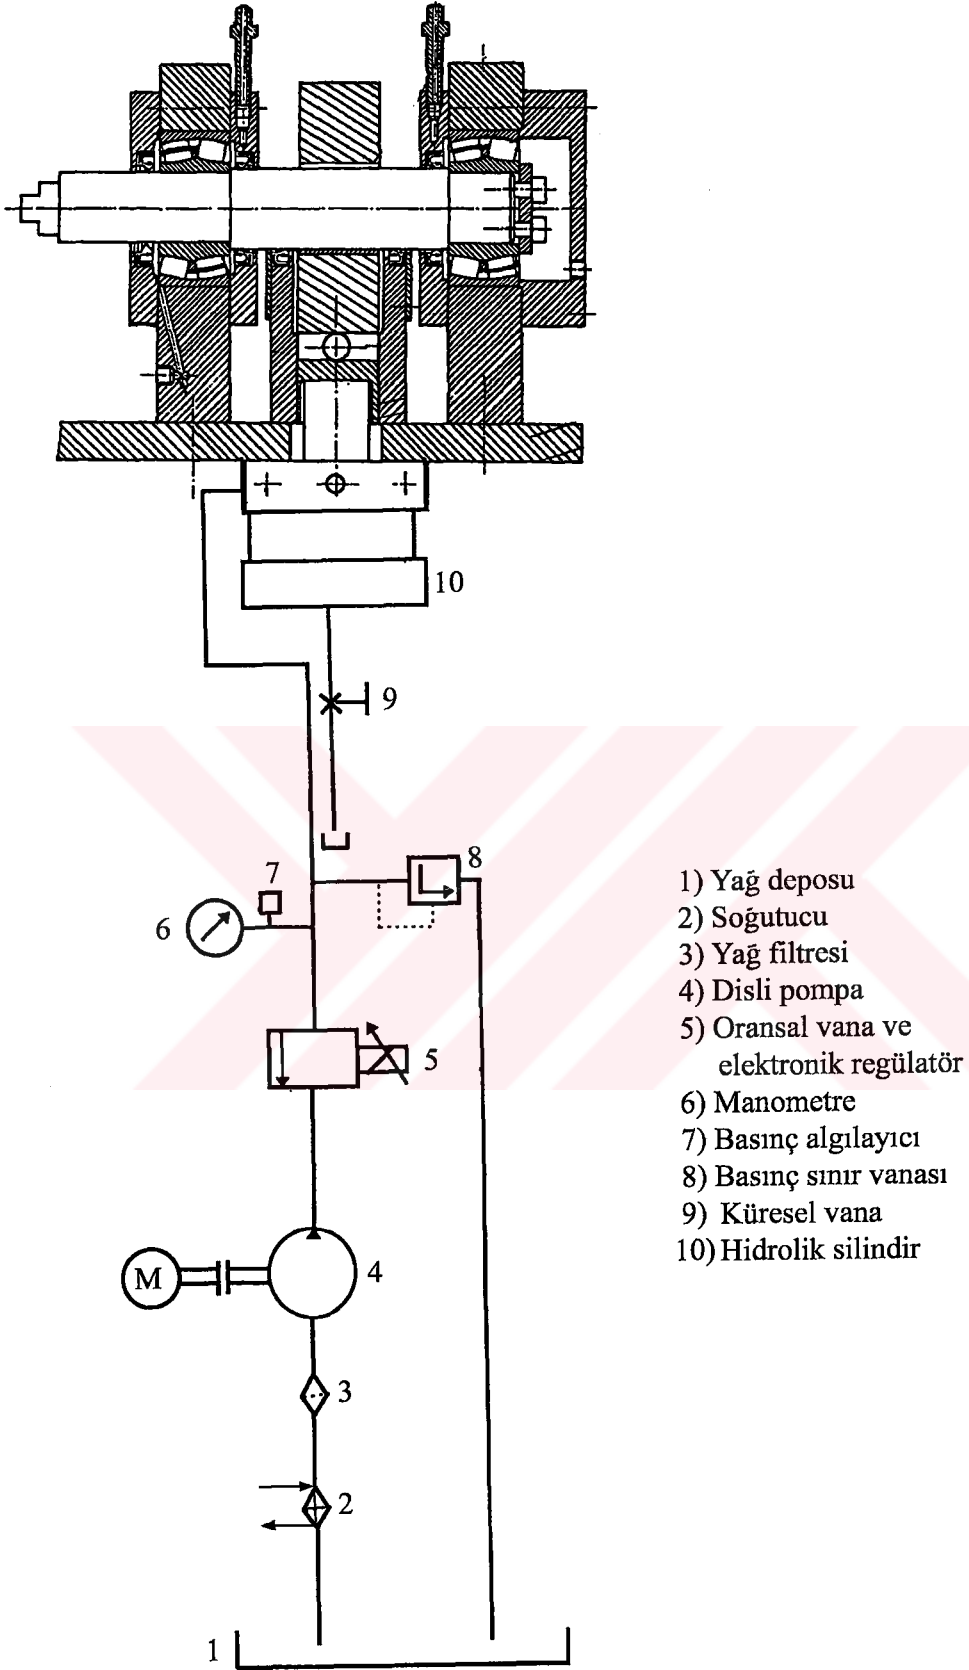 10
9
7
8
6
5
M
4
3
2
1
1) Yağ deposu
2) Soğutucu
3) Yağ filtresi
4) Disli pompa
5) Oransal vana ve
elektronik regülatör
6) Manometre
7) Basınç algılayıcı
8) Basınç sınır vanası
9) Küresel vana
10) Hidrolik silindir